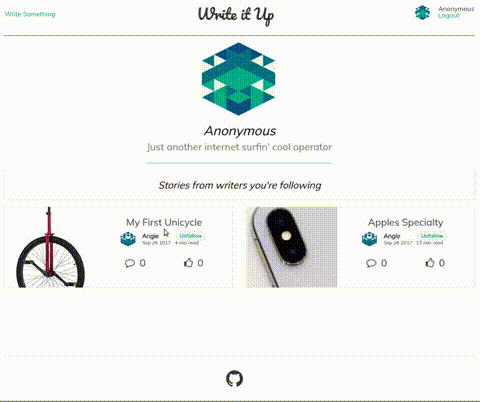 Write Something
Write it Up
Anonymous
Logout
Anonymous
Just another internet surfin' cool operator
Stories from writers you're following
My First Unicycle
Angie Unfollow
Sep 26 2017 · 4 min read
0 0
Apples Specialty
Angie Unfollow
Sep 26 2017 · 13 min read
0 0